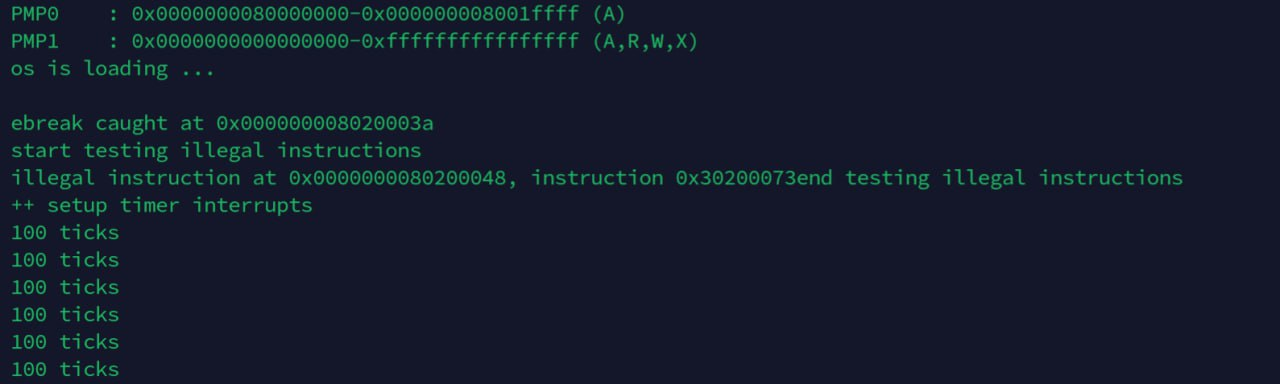 PMP0    : 0x0000000080000000-0x000000008001ffff (A)
PMP1    : 0x0000000000000000-0xffffffffffffffff (A,R,W,X)
os is loading ...

ebreak caught at 0x000000008020003a
start testing illegal instructions
illegal instruction at 0x0000000080200048, instruction 0x30200073end testing illegal instructions
++ setup timer interrupts
100 ticks
100 ticks
100 ticks
100 ticks
100 ticks
100 ticks